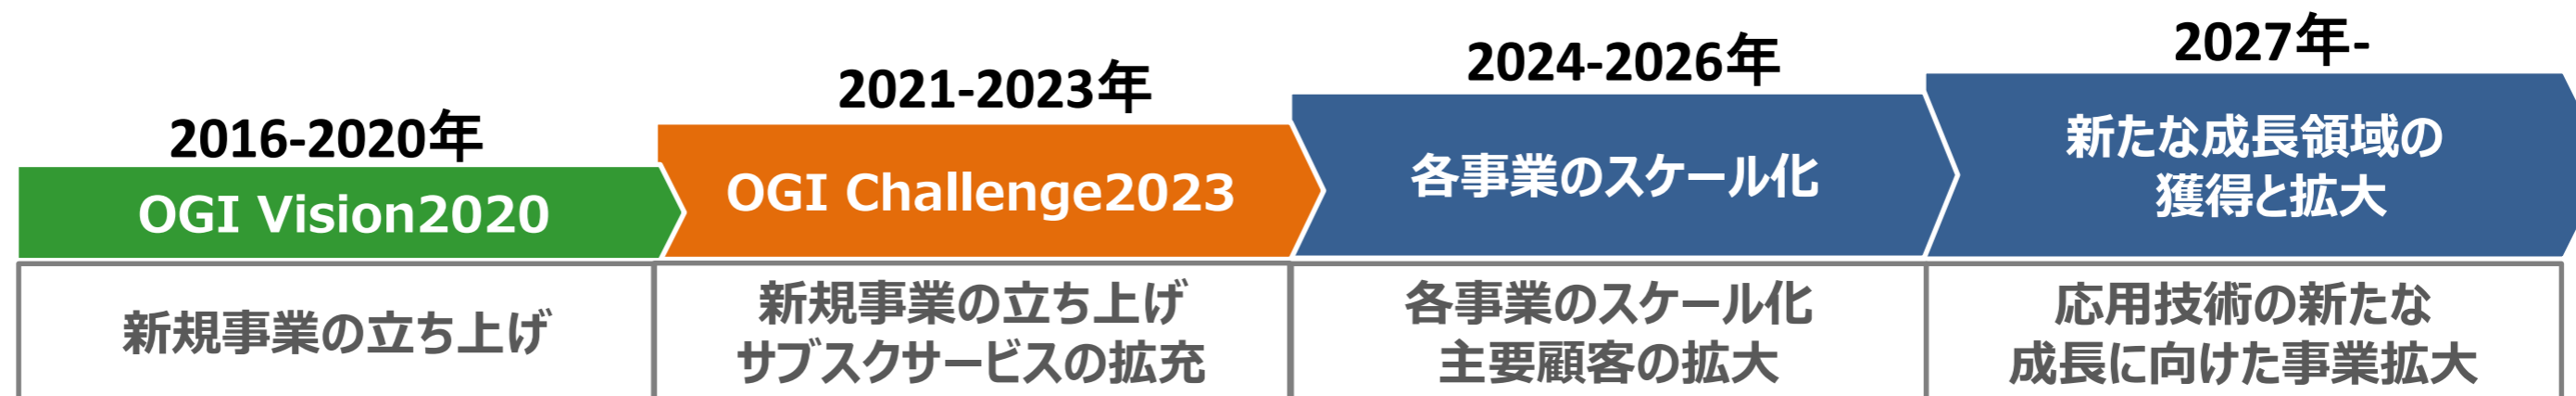 2016-2020年
OGI Vision2020
新規事業の立ち上げ
2021-2023年
OGI Challenge2023
新規事業の立ち上げ
サブスクサービスの拡充
2024-2026年
各事業のスケール化
各事業のスケール化
主要顧客の拡大
2027年-
新たな成長領域の
獲得と拡大
応用技術の新たな
成長に向けた事業拡大